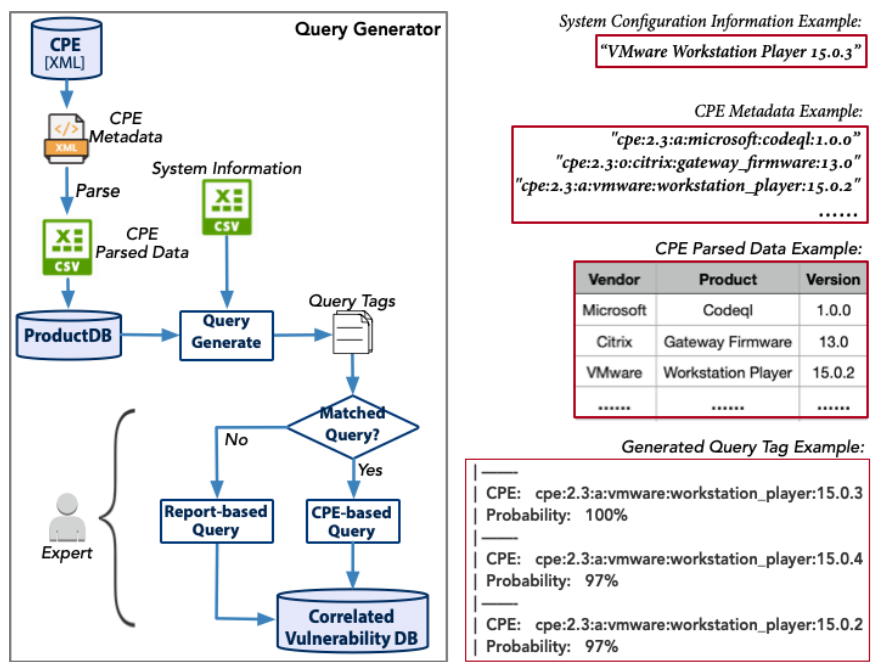 Query Generator
CPE
[XML]
CPE
Metadata
XML
Parse
System Information
CSV
CPE
Parsed Data
CSV
ProductDB
Query
Generate
Query Tags
Matched
Query?
No
Yes
Report-based
Query
CPE-based
Query
Expert
Correlated
Vulnerability DB
System Configuration Information Example:
“VMware Workstation Player 15.0.3”
CPE Metadata Example:
"cpe:2.3:a:microsoft:codeql:1.0.0”
"cpe:2.3:o:citrix:gateway_firmware:13.0"
"cpe:2.3:a:vmware:workstation_player:15.0.2"
......
CPE Parsed Data Example:
Vendor Product Version
Microsoft Codeql 1.0.0
Citrix Gateway Firmware 13.0
VMware Workstation Player 15.0.2
...... ...... ......
Generated Query Tag Example:
|——-
| CPE: cpe:2.3:a:vmware:workstation_player:15.0.3
| Probability: 100%
|——-
| CPE: cpe:2.3:a:vmware:workstation_player:15.0.4
| Probability: 97%
|——-
| CPE: cpe:2.3:a:vmware:workstation_player:15.0.2
| Probability: 97%